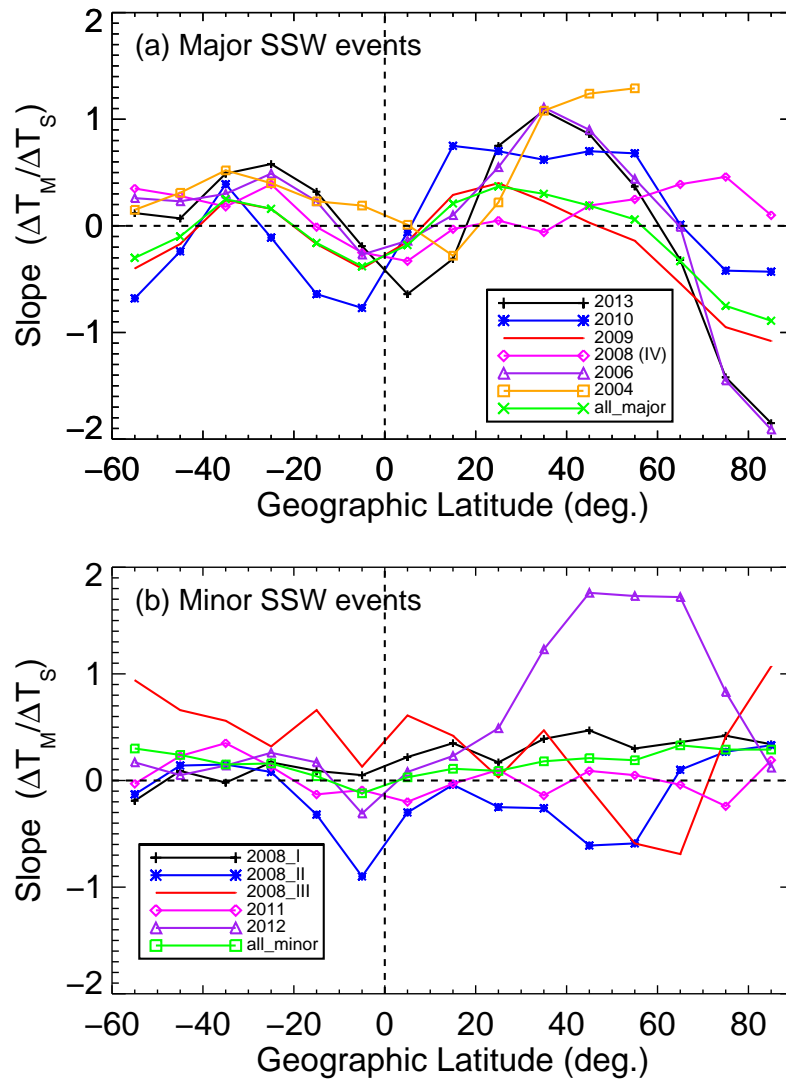 (a) Major SSW events
2
1
0
−1
−2
Slope (ΔT_M/ΔT_S)
2013
2010
2009
2008 (IV)
2006
2004
all_major
−60 −40 −20 0 20 40 60 80
Geographic Latitude (deg.)
(b) Minor SSW events
2
1
0
−1
−2
Slope (ΔT_M/ΔT_S)
2008_I
2008_II
2008_III
2011
2012
all_minor
−60 −40 −20 0 20 40 60 80
Geographic Latitude (deg.)